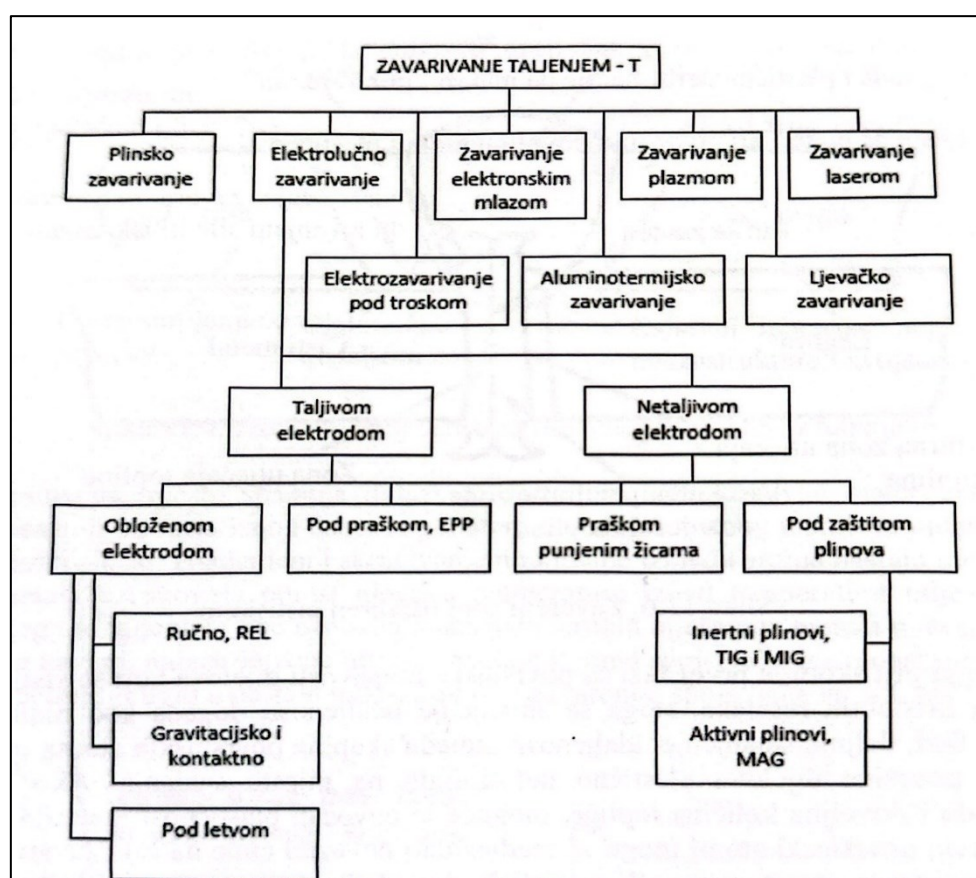 ZAVARIVANJE TALJENJEM - T
Plinsko
zavarivanje
Elektrolučno
zavarivanje
Zavarivanje
elektronskim
mlazom
Zavarivanje
plazmom
Zavarivanje
laserom
Elektrozavarivanje
pod troskom
Aluminotermijsko
zavarivanje
Ljevačko
zavarivanje
Taljivom
elektrodom
Netaljivom
elektrodom
Obloženom
elektrodom
Pod praškom, EPP
Praškom
punjenim žicama
Pod zaštitom
plinova
Ručno, REL
Gravitacijsko i
kontaktno
Pod letvom
Inertni plinovi,
TIG i MIG
Aktivni plinovi,
MAG